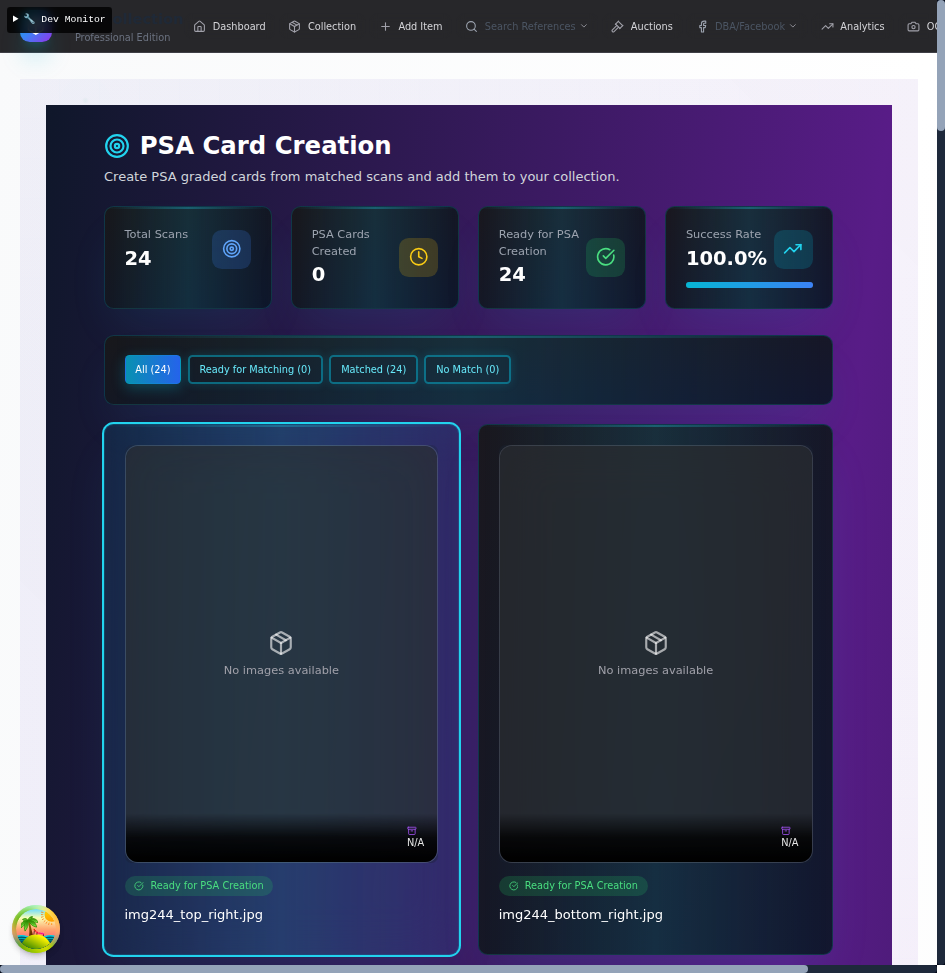 ▶ 🔧 Dev Monitor
Professional Edition
Dashboard
Collection
Add Item
Search References
Auctions
DBA/Facebook
Analytics
PSA Card Creation
Create PSA graded cards from matched scans and add them to your collection.
Total Scans
24
PSA Cards
Created
0
Ready for PSA
Creation
24
Success Rate
100.0%
All (24)
Ready for Matching (0)
Matched (24)
No Match (0)
No images available
N/A
Ready for PSA Creation
img244_top_right.jpg
No images available
N/A
Ready for PSA Creation
img244_bottom_right.jpg